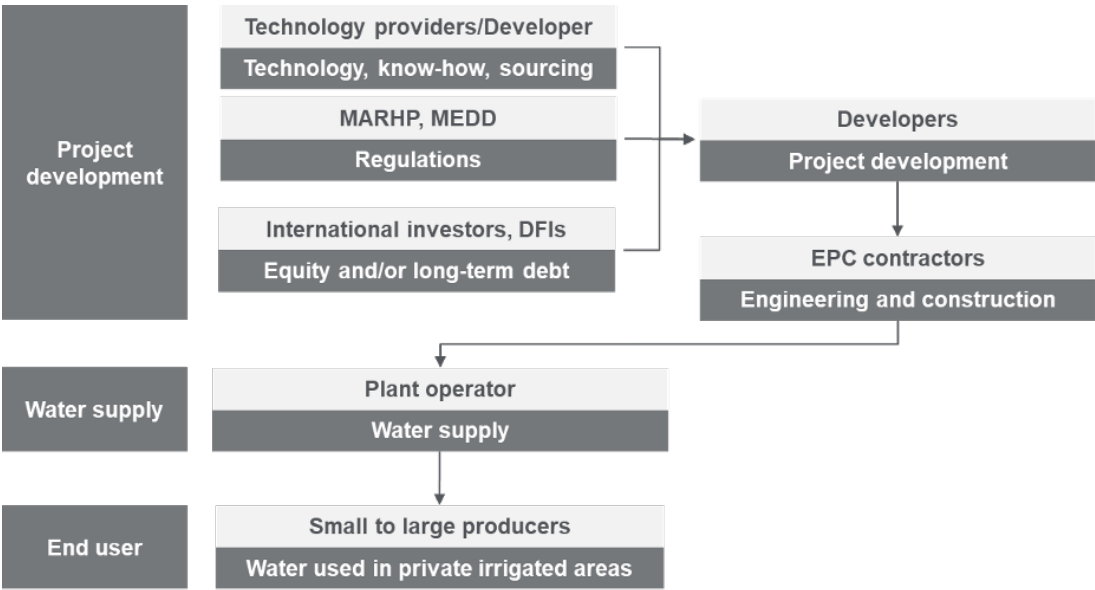 Project
development
Technology providers/Developer
Technology, know-how, sourcing
MARHP, MEDD
Regulations
International investors, DFIs
Equity and/or long-term debt
Developers
Project development
EPC contractors
Engineering and construction
Water supply
Plant operator
Water supply
End user
Small to large producers
Water used in private irrigated areas